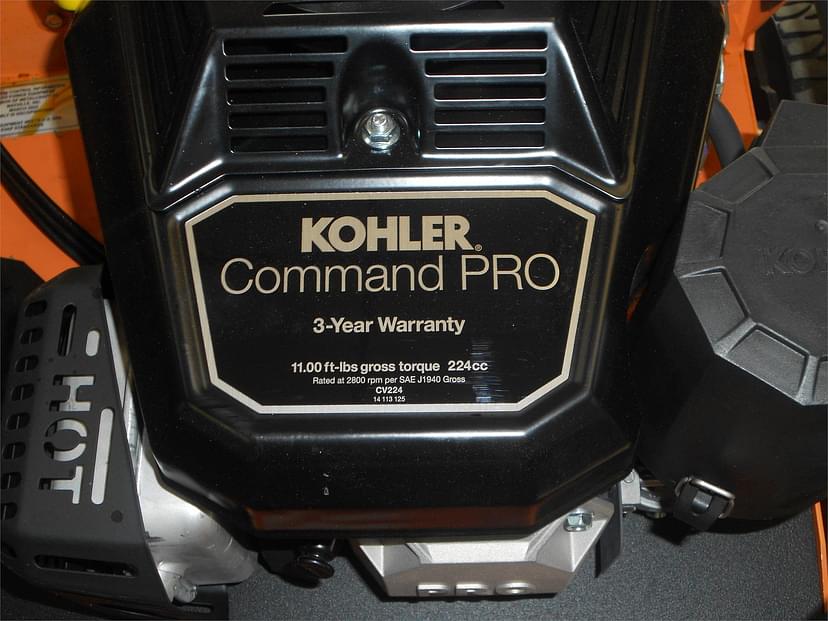 KOHLER®
Command PRO
3-Year Warranty
11.00 ft-lbs gross torque 224cc
Rated at 2800 rpm per SAE J1940 Gross
CV224
14 113 125
HOT
PRO